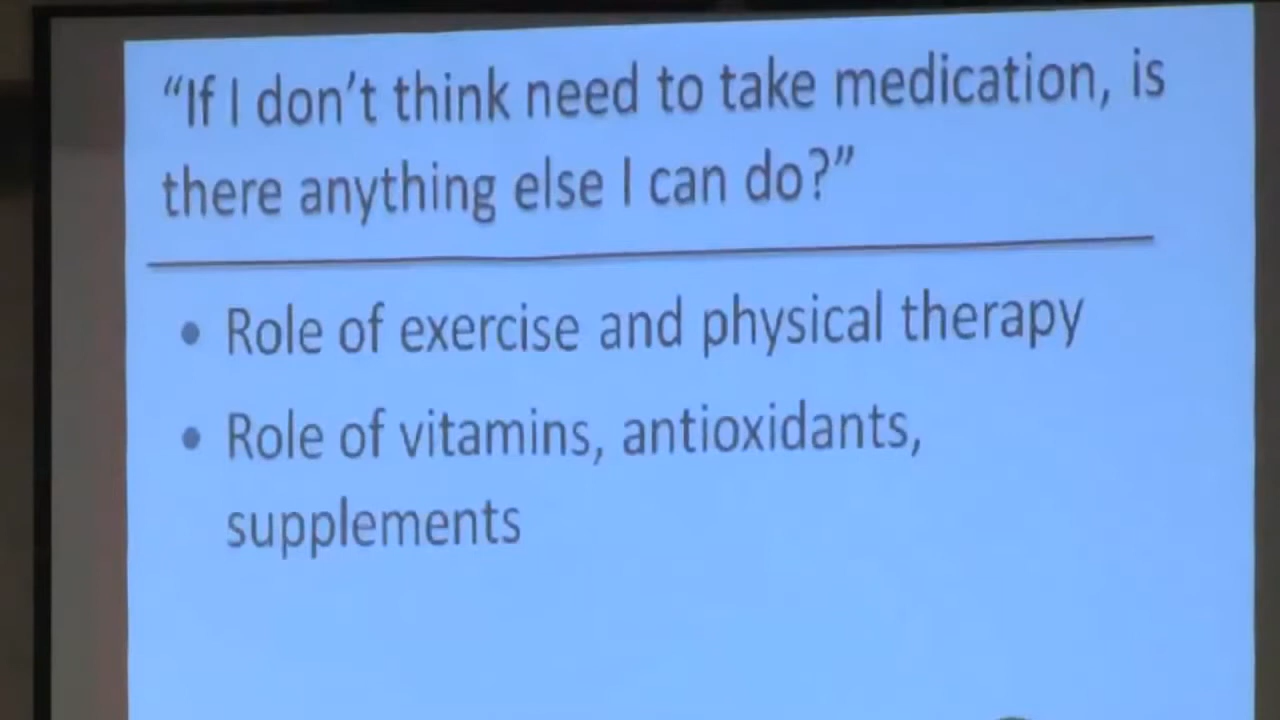 “If I don’t think need to take medication, is
there anything else I can do?”
• Role of exercise and physical therapy
• Role of vitamins, antioxidants,
supplements